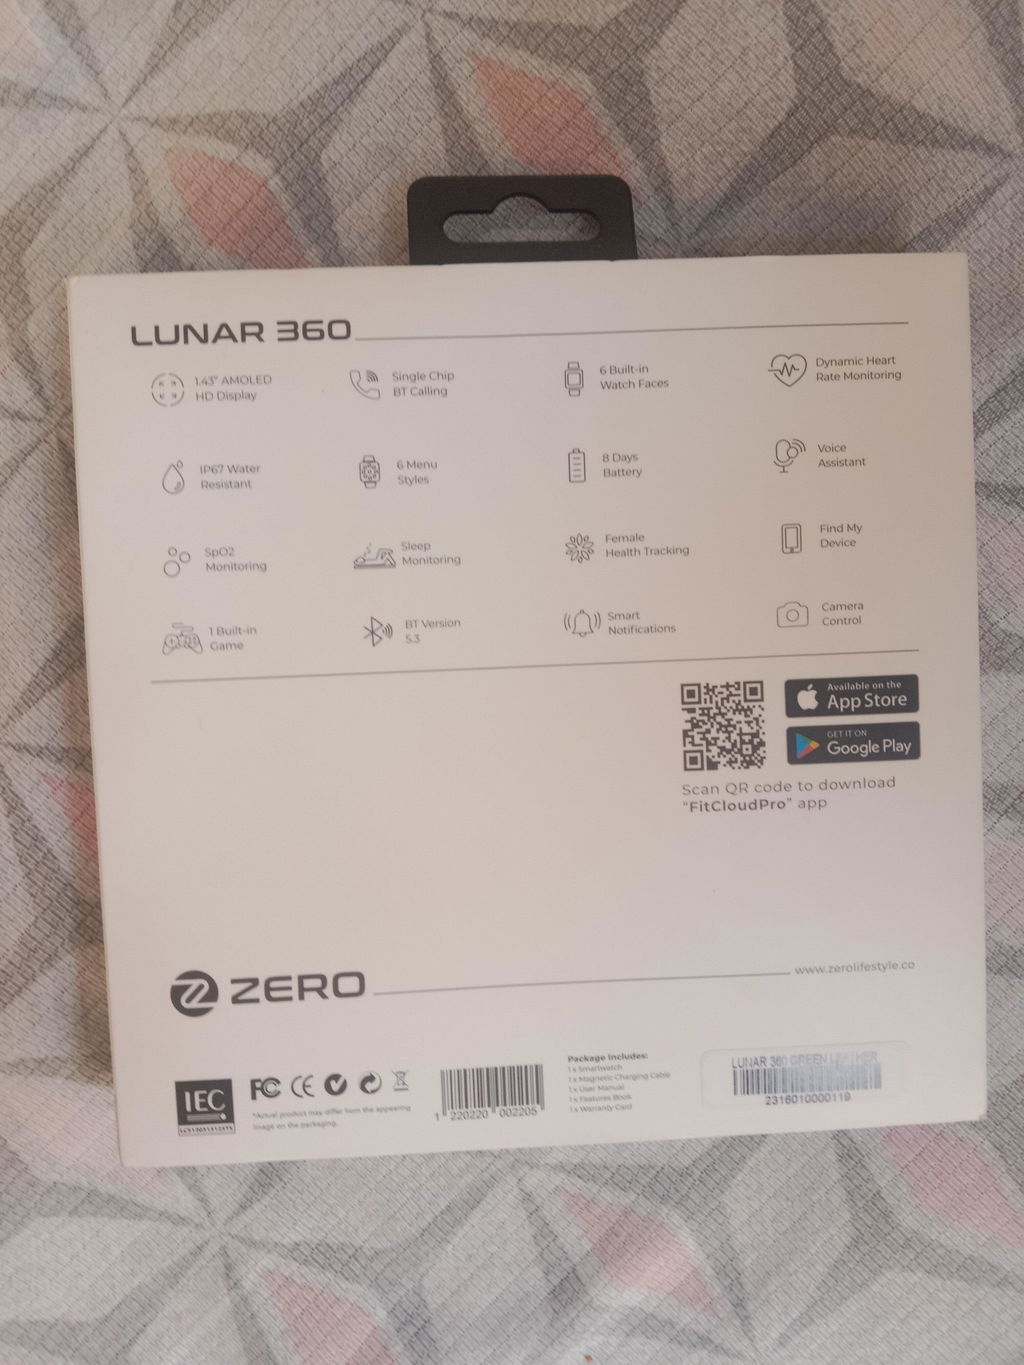 LUNAR 360
1.43" AMOLED
HD Display
Single Chip
BT Calling
6 Built-in
Watch Faces
Dynamic Heart
Rate Monitoring
IP67 Water
Resistant
6 Menu
Styles
8 Days
Battery
Voice
Assistant
SpO2
Monitoring
Sleep
Monitoring
Female
Health Tracking
Find My
Device
1 Built-in
Game
BT Version
5.3
Smart
Notifications
Camera
Control
Available on the
App Store
GET IT ON
Google Play
Scan QR code to download
"FitCloudPro" app
ZERO
www.zerolifestyle.co
IEC
FC CE
*Actual product may differ from the appearing
image on the packaging.
1 220220 002205
Package Includes:
1 x Smartwatch
1 x Magnetic Charging Cable
1 x User Manual
1 x Features Book
1 x Warranty Card
LUNAR 360 GREEN LEATHER
2316010000119